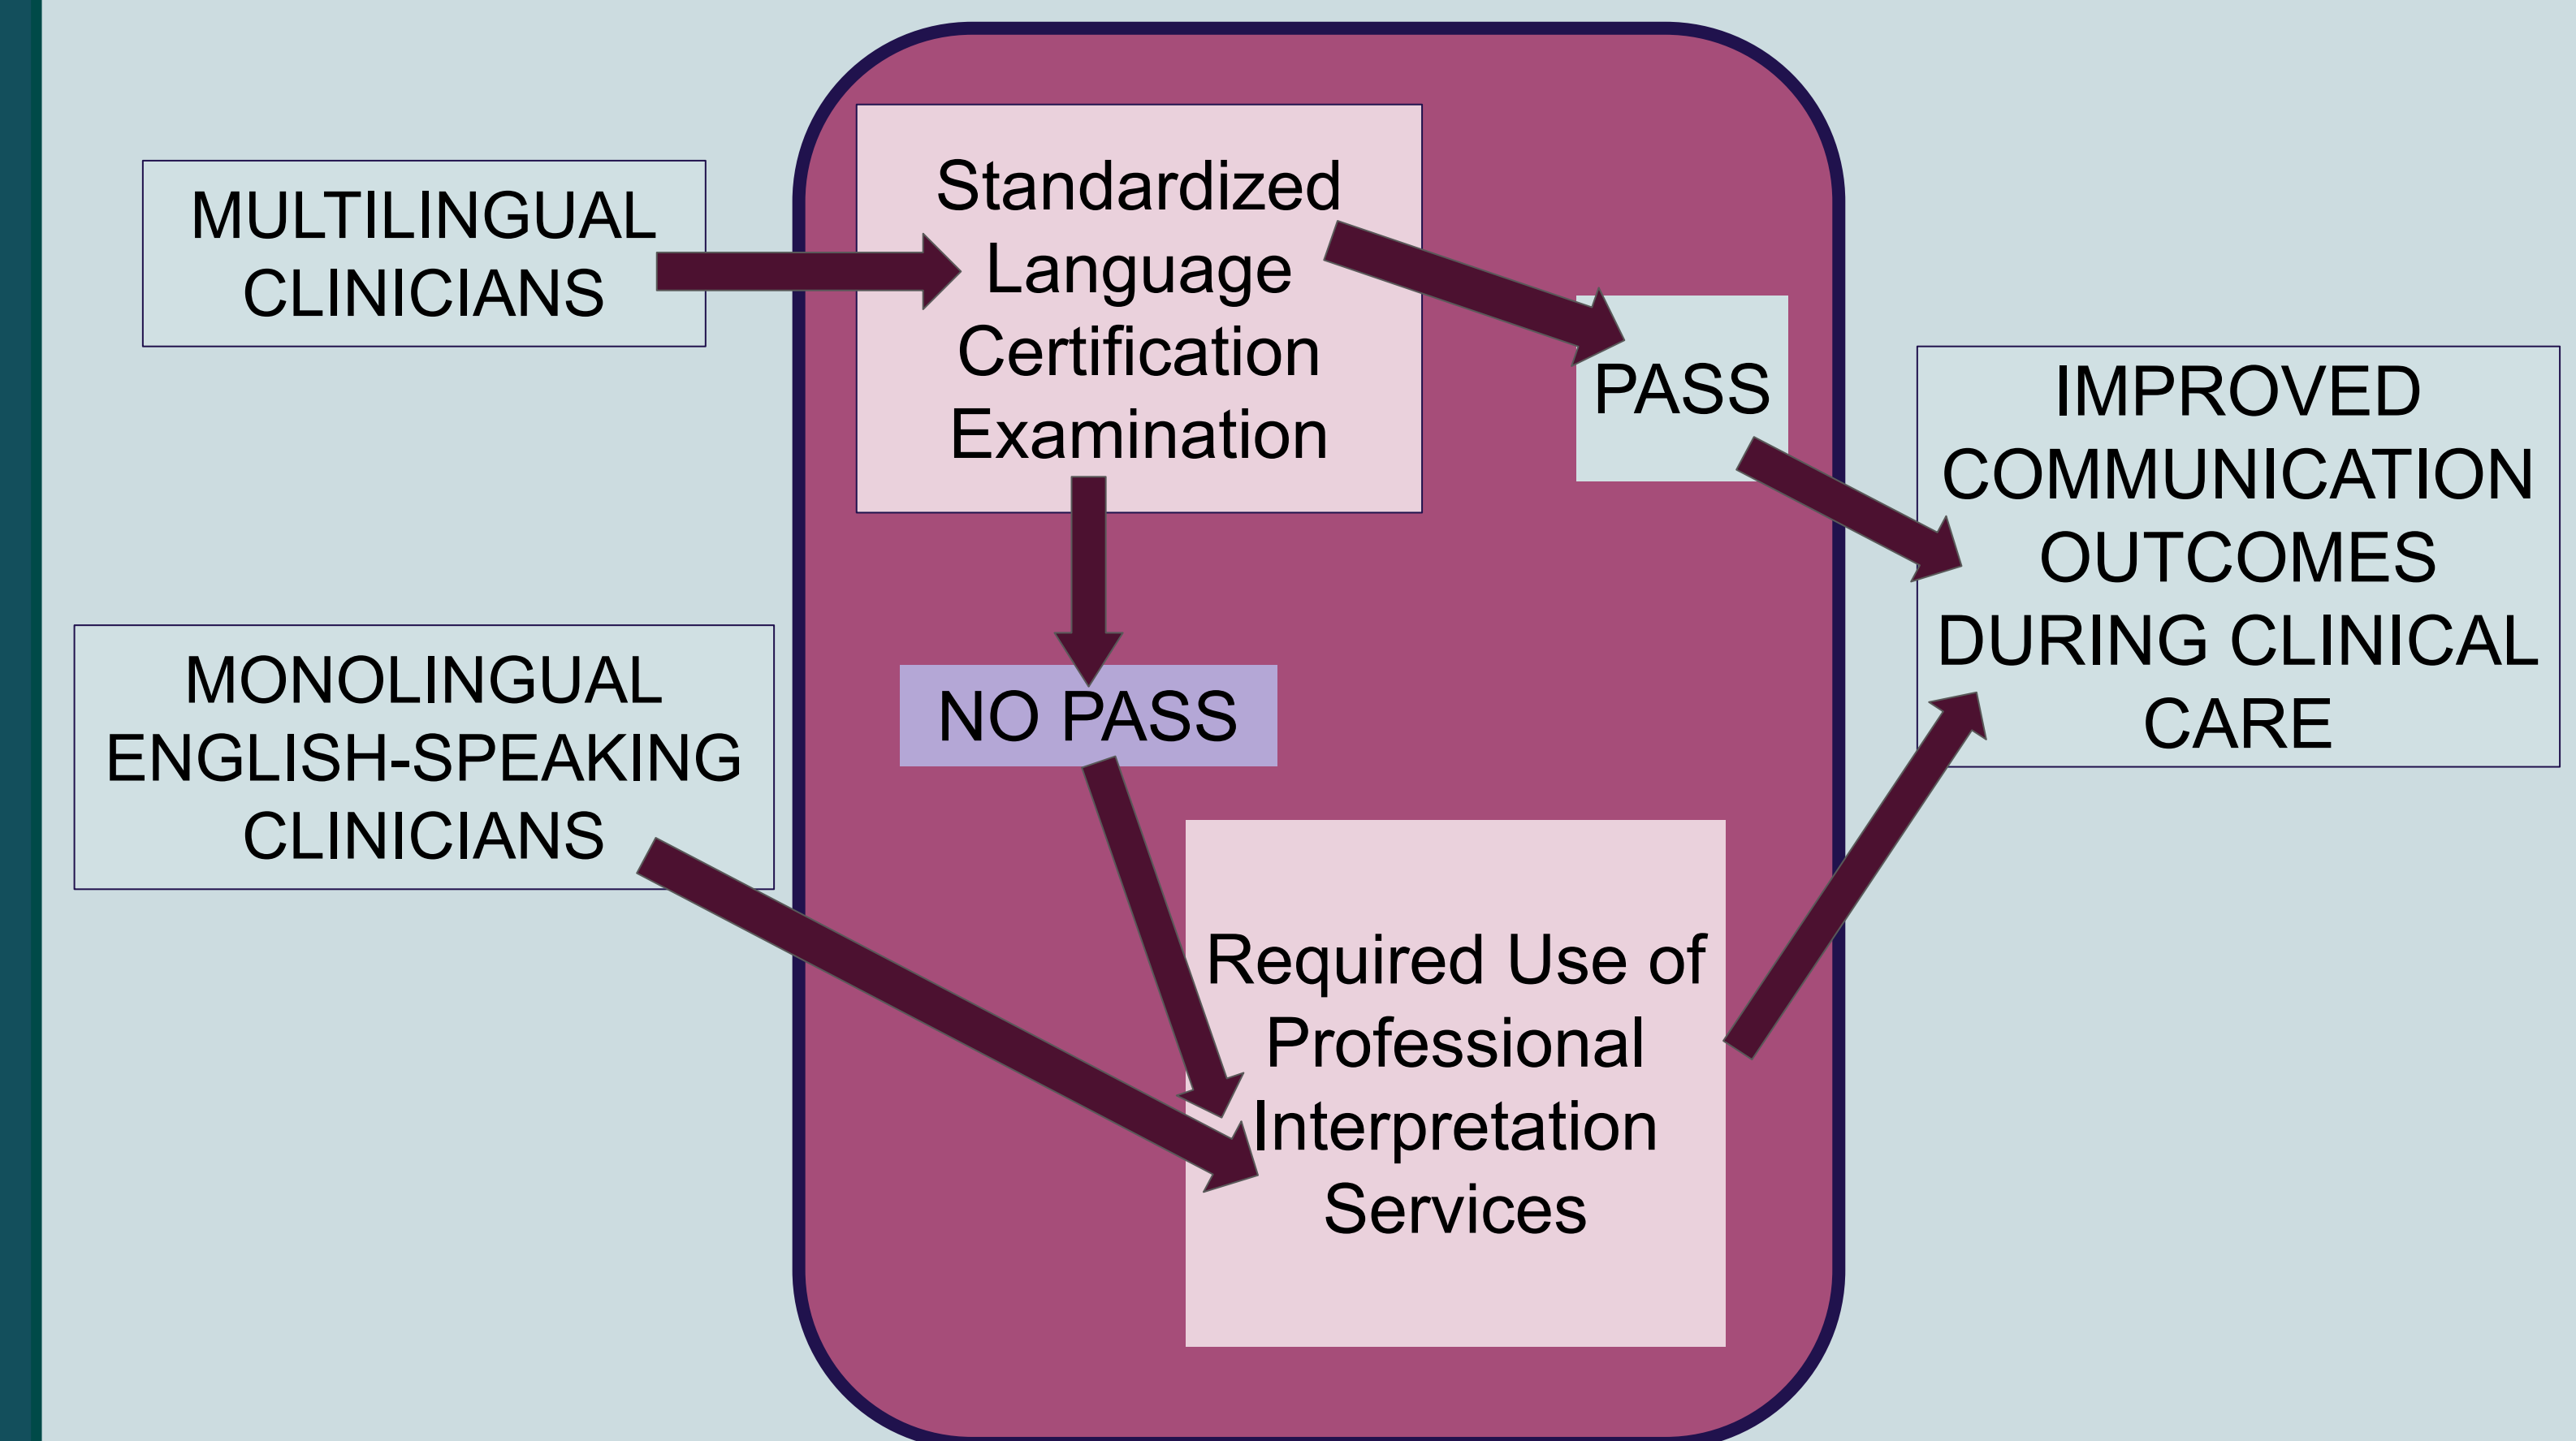 MULTILINGUAL
CLINICIANS
Standardized
Language
Certification
Examination
PASS
IMPROVED
COMMUNICATION
OUTCOMES
DURING CLINICAL
CARE
MONOLINGUAL
ENGLISH-SPEAKING
CLINICIANS
NO PASS
Required Use of
Professional
Interpretation
Services